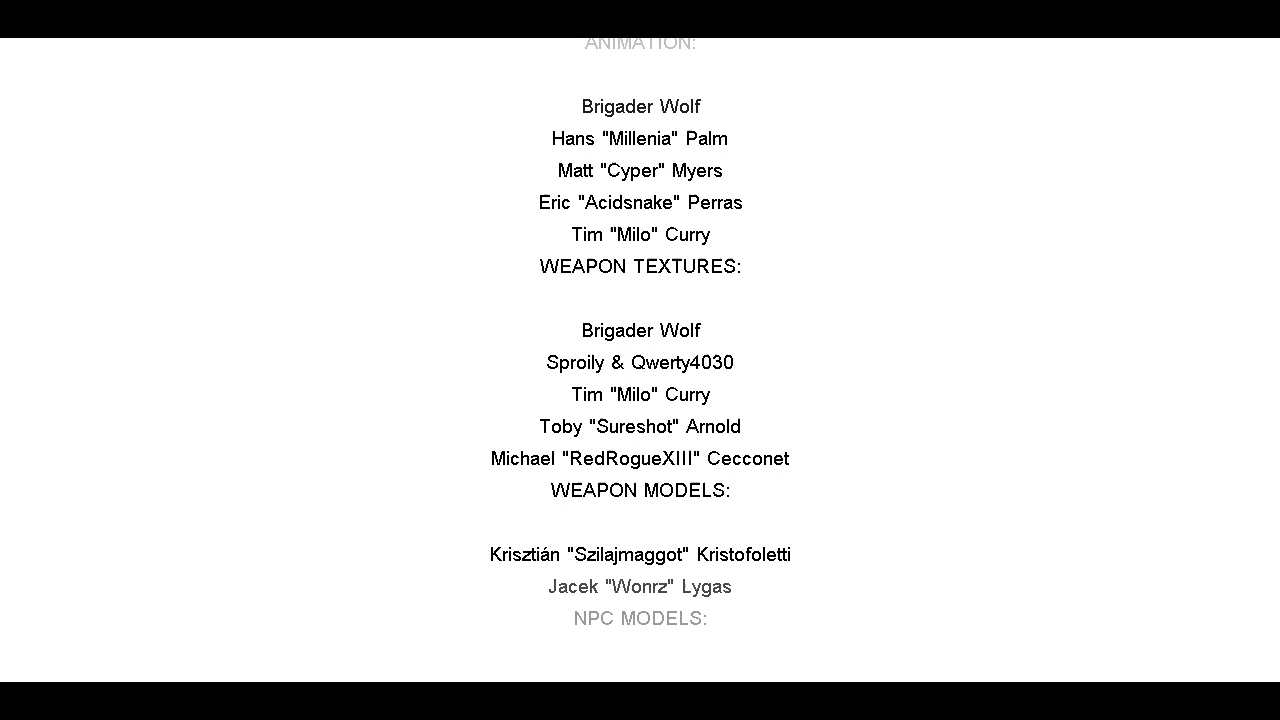 ANIMATION:
Brigader Wolf
Hans "Millenia" Palm
Matt "Cyper" Myers
Eric "Acidsnake" Perras
Tim "Milo" Curry
WEAPON TEXTURES:
Brigader Wolf
Sproily & Qwerty4030
Tim "Milo" Curry
Toby "Sureshot" Arnold
Michael "RedRogueXIII" Cecconet
WEAPON MODELS:
Krisztián "Szilajmaggot" Kristofoletti
Jacek "Wonrz" Lygas
NPC MODELS: